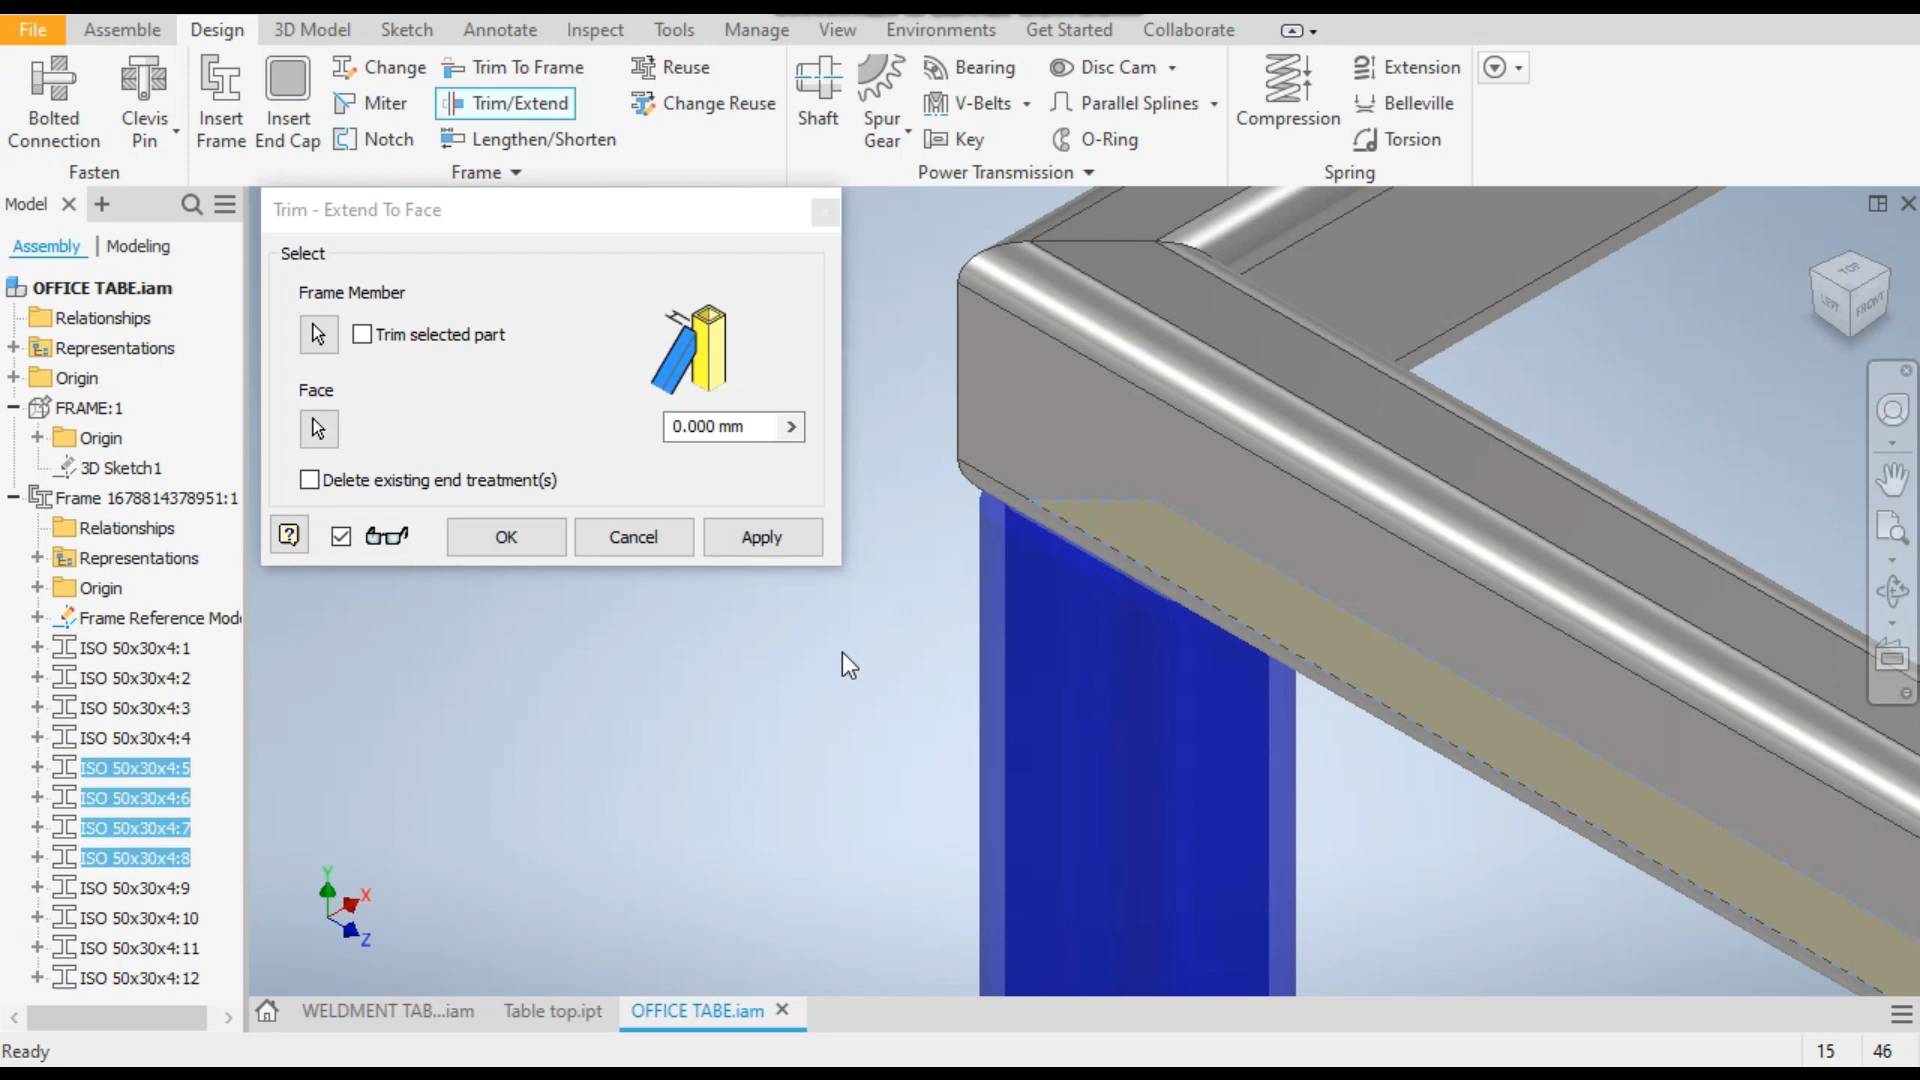 File Assemble Design 3D Model Sketch Annotate Inspect Tools Manage View Environments Get Started Collaborate
Bolted Connection
Clevis Pin
Fasten
Insert Frame
Insert End Cap
Change
Miter
Notch
Trim To Frame
Trim/Extend
Lengthen/Shorten
Reuse
Change Reuse
Frame
Shaft
Spur Gear
Bearing
V-Belts
Key
Disc Cam
Parallel Splines
O-Ring
Power Transmission
Compression
Extension
Belleville
Torsion
Spring
Model
Assembly | Modeling
OFFICE TABE.iam
Relationships
Representations
Origin
FRAME:1
Origin
3D Sketch1
Frame 1678814378951:1
Relationships
Representations
Origin
Frame Reference Mod
ISO 50x30x4:1
ISO 50x30x4:2
ISO 50x30x4:3
ISO 50x30x4:4
ISO 50x30x4:5
ISO 50x30x4:6
ISO 50x30x4:7
ISO 50x30x4:8
ISO 50x30x4:9
ISO 50x30x4:10
ISO 50x30x4:11
ISO 50x30x4:12
Trim - Extend To Face
Select
Frame Member
Trim selected part
Face
0.000 mm
Delete existing end treatment(s)
OK Cancel Apply
TOP
LEFT
FRONT
Y
X
Z
WELDMENT TAB...iam Table top.ipt OFFICE TABE.iam
Ready 15 46